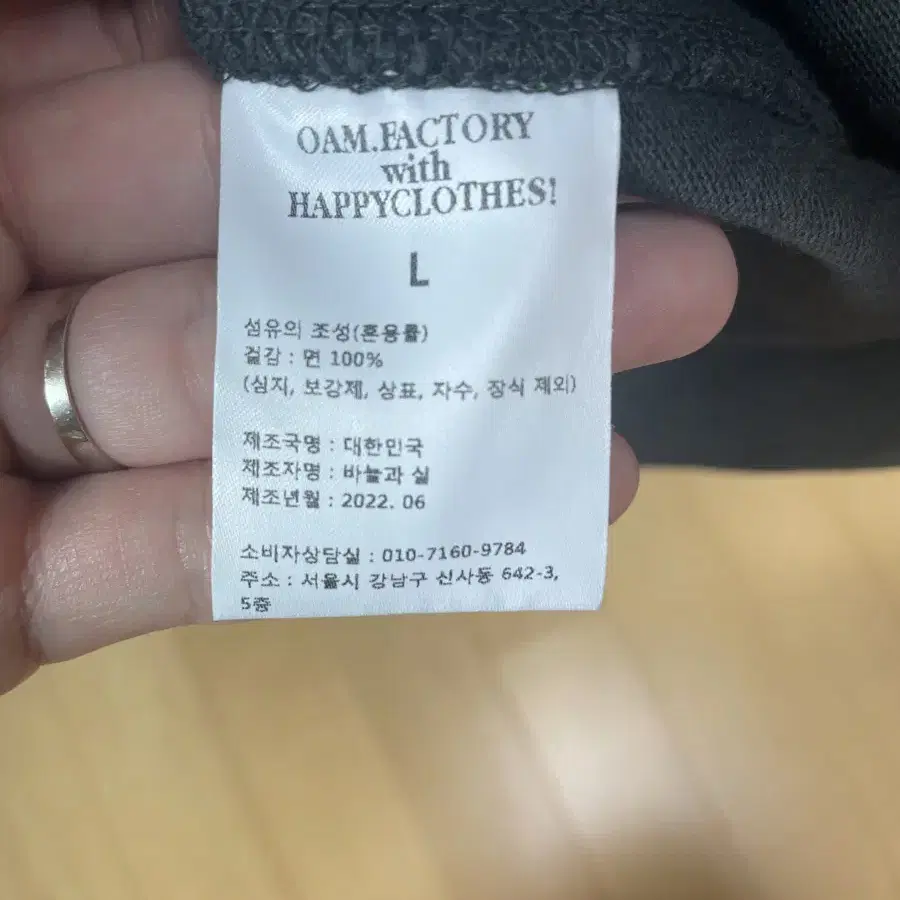 OAM.FACTORY
with
HAPPYCLOTHES!
L
섬유의 조성(혼용률)
겉감 : 면 100%
(심지, 보강제, 상표, 자수, 장식 제외)
제조국명 : 대한민국
제조자명 : 바늘과 실
제조년월 : 2022. 06
소비자상담실 : 010-7160-9784
주소 : 서울시 강남구 신사동 642-3,
5층